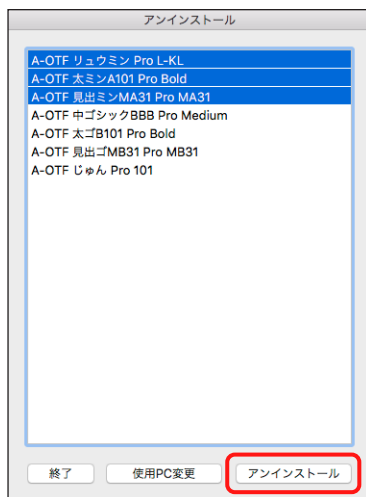 アンインストール
A-OTF リュウミン Pro L-KL
A-OTF 太ミンA101 Pro Bold
A-OTF 見出ミンMA31 Pro MA31
A-OTF 中ゴシックBBB Pro Medium
A-OTF 太ゴB101 Pro Bold
A-OTF 見出ゴMB31 Pro MB31
A-OTF じゅん Pro 101
終了 使用PC変更 アンインストール